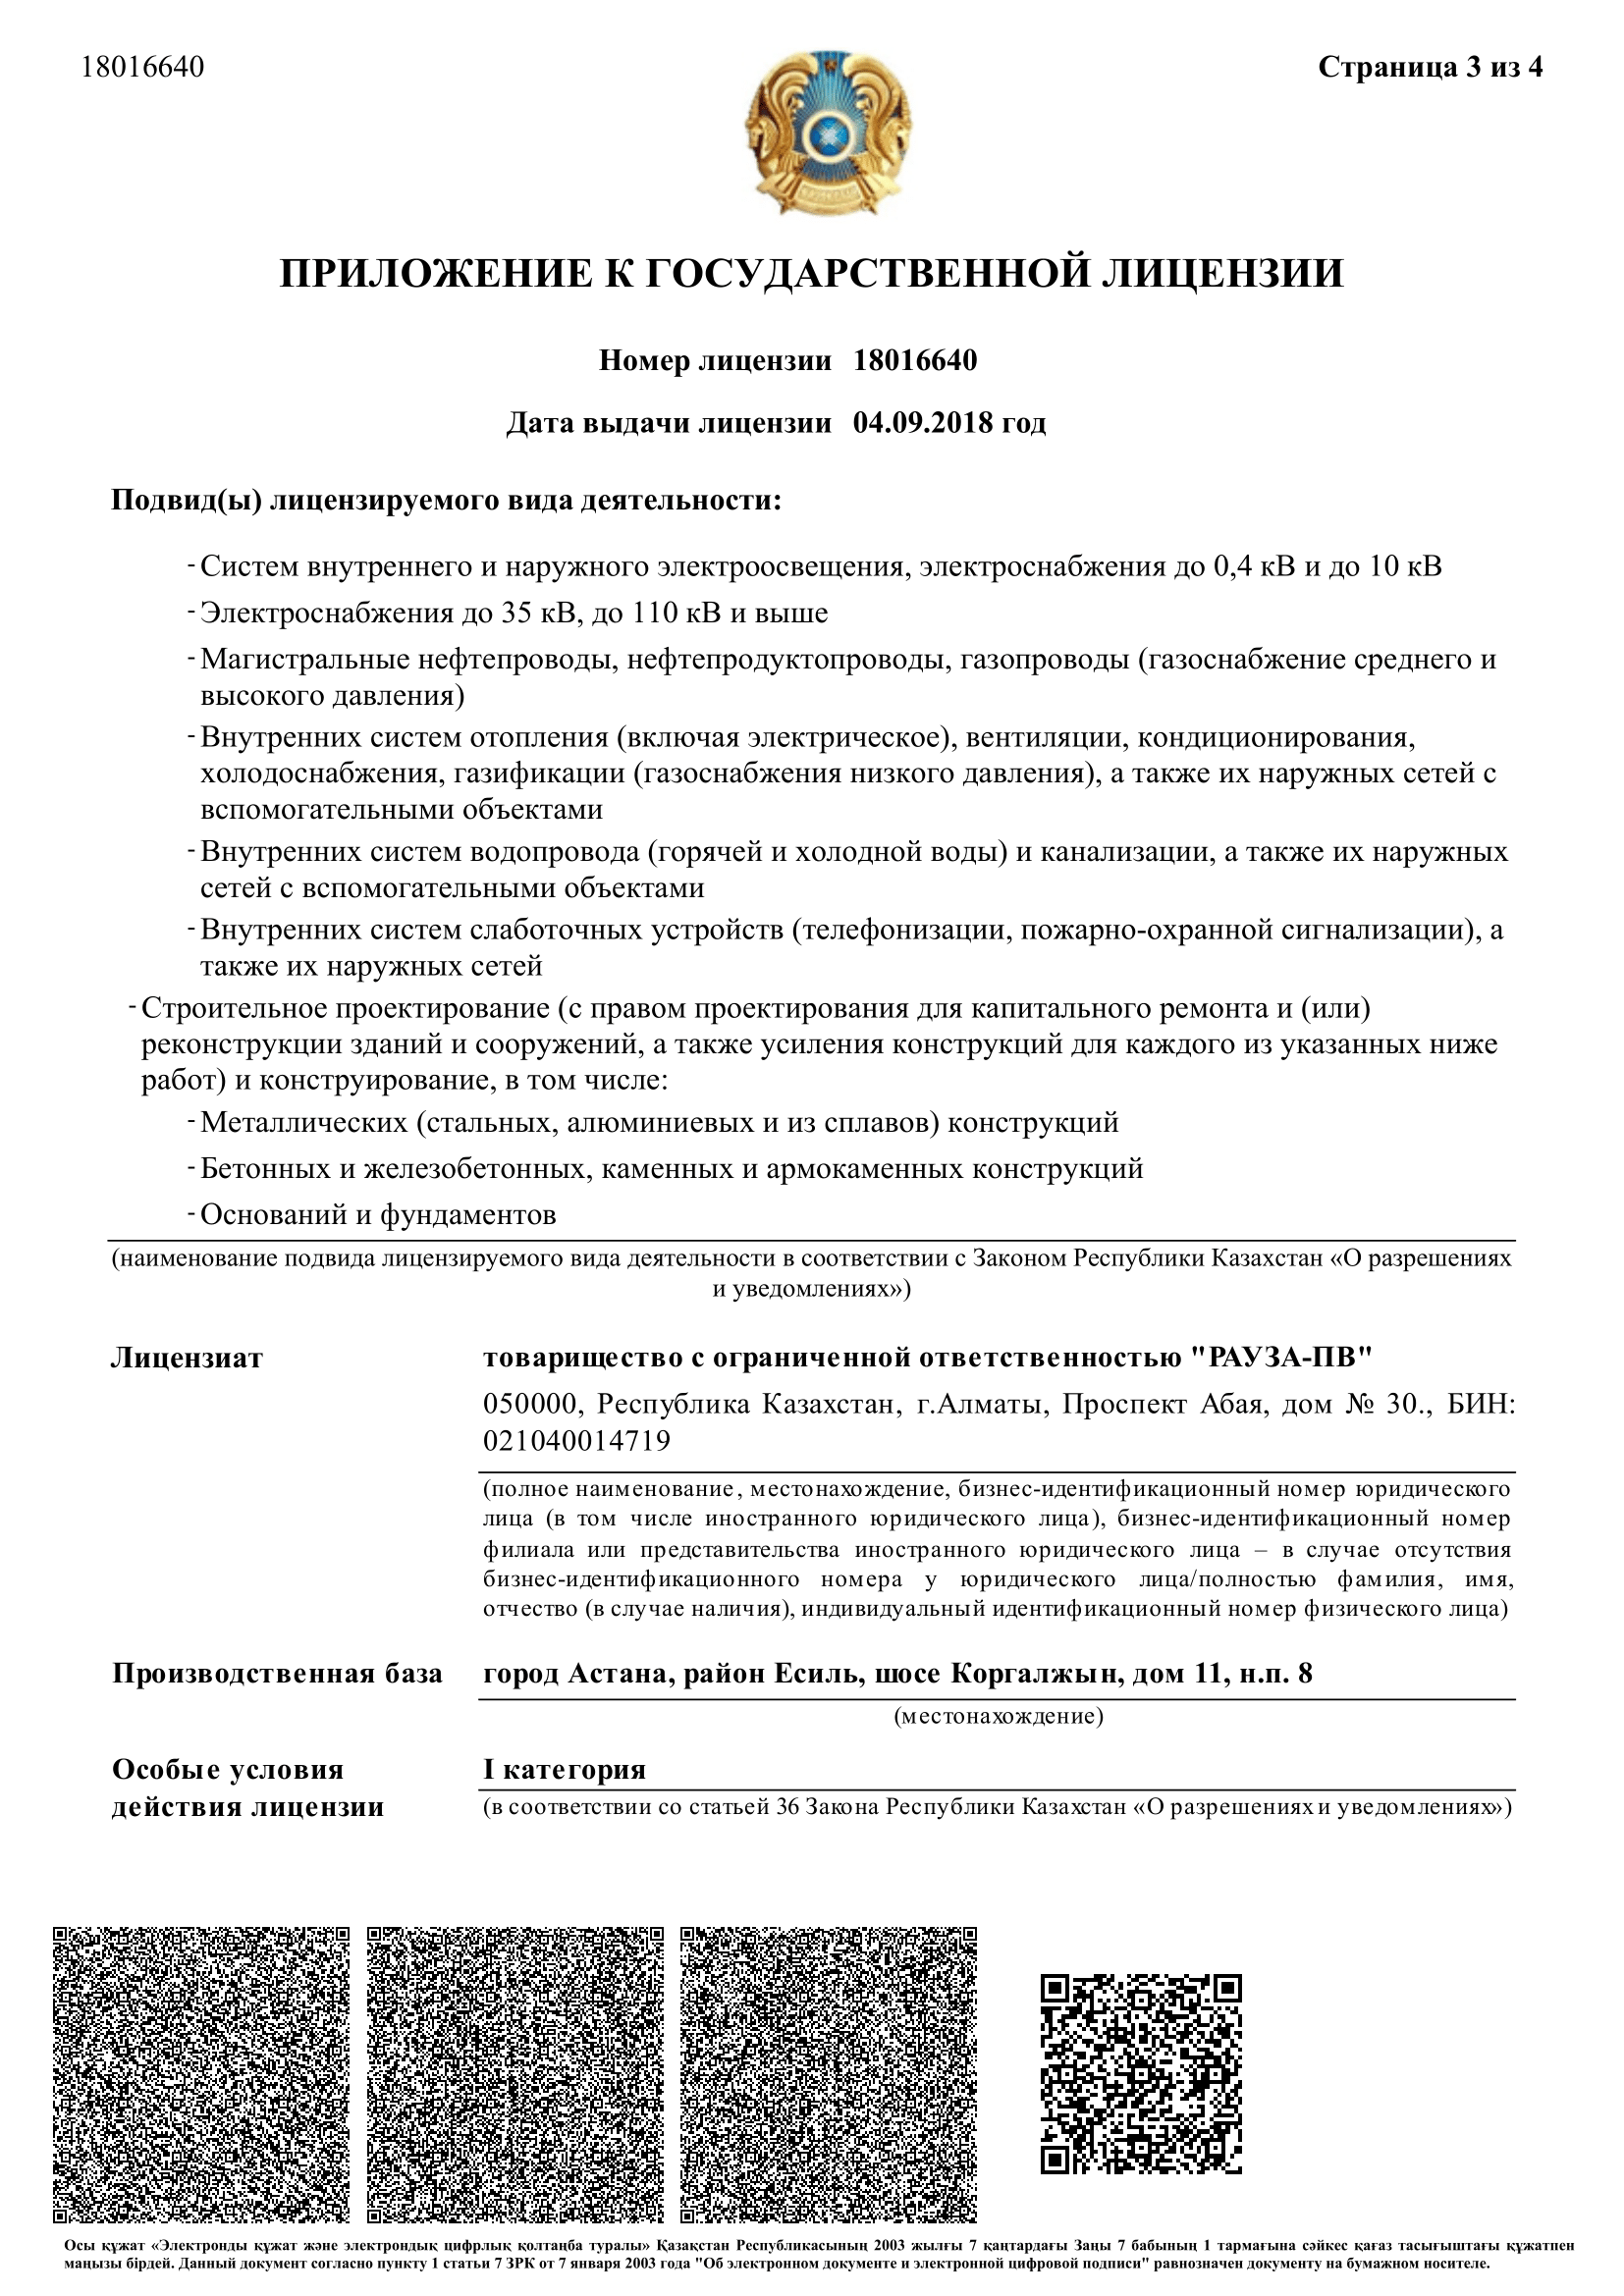 18016640
Страница 3 из 4
ПРИЛОЖЕНИЕ К ГОСУДАРСТВЕННОЙ ЛИЦЕНЗИИ
Номер лицензии 18016640
Дата выдачи лицензии 04.09.2018 год
Подвид(ы) лицензируемого вида деятельности:
- Систем внутреннего и наружного электроосвещения, электроснабжения до 0,4 кВ и до 10 кВ
- Электроснабжения до 35 кВ, до 110 кВ и выше
- Магистральные нефтепроводы, нефтепродуктопроводы, газопроводы (газоснабжение среднего и
высокого давления)
- Внутренних систем отопления (включая электрическое), вентиляции, кондиционирования,
холодоснабжения, газификации (газоснабжения низкого давления), а также их наружных сетей с
вспомогательными объектами
- Внутренних систем водопровода (горячей и холодной воды) и канализации, а также их наружных
сетей с вспомогательными объектами
- Внутренних систем слаботочных устройств (телефонизации, пожарно-охранной сигнализации), а
также их наружных сетей
- Строительное проектирование (с правом проектирования для капитального ремонта и (или)
реконструкции зданий и сооружений, а также усиления конструкций для каждого из указанных ниже
работ) и конструирование, в том числе:
- Металлических (стальных, алюминиевых и из сплавов) конструкций
- Бетонных и железобетонных, каменных и армокаменных конструкций
- Оснований и фундаментов
(наименование подвида лицензируемого вида деятельности в соответствии с Законом Республики Казахстан «О разрешениях
и уведомлениях»)
Лицензиат
товарищество с ограниченной ответственностью "РАУЗА-ПВ"
050000, Республика Казахстан, г.Алматы, Проспект Абая, дом № 30., БИН:
021040014719
(полное наименование, местонахождение, бизнес-идентификационный номер юридического
лица (в том числе иностранного юридического лица), бизнес-идентификационный номер
филиала или представительства иностранного юридического лица – в случае отсутствия
бизнес-идентификационного номера у юридического лица/полностью фамилия, имя,
отчество (в случае наличия), индивидуальный идентификационный номер физического лица)
Производственная база
город Астана, район Есиль, шосе Коргалжын, дом 11, н.п. 8
(местонахождение)
Особые условия
действия лицензии
I категория
(в соответствии со статьей 36 Закона Республики Казахстан «О разрешениях и уведомлениях»)
Осы құжат «Электронды құжат және электрондық цифрлық қолтаңба туралы» Қазақстан Республикасының 2003 жылғы 7 қаңтардағы Заңы 7 бабының 1 тармағына сәйкес қағаз тасығыштағы құжатпен
маңызы бірдей. Данный документ согласно пункту 1 статьи 7 ЗРК от 7 января 2003 года "Об электронном документе и электронной цифровой подписи" равнозначен документу на бумажном носителе.